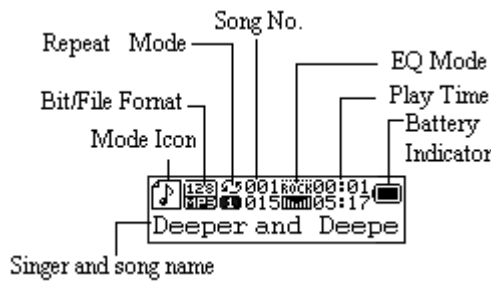 Song No.
Repeat Mode
EQ Mode
Bit/File Format
Play Time
Mode Icon
Battery
Indicator
128 001 ROCK 00:01
MP3 1 015 05:17
Deeper and Deepe
Singer and song name